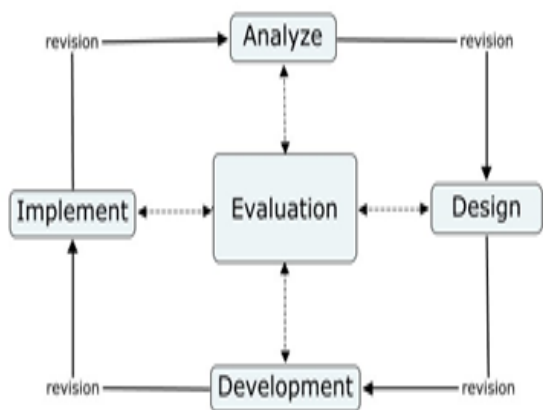 Analyze
revision
revision
Implement
Evaluation
Design
revision
Development
revision